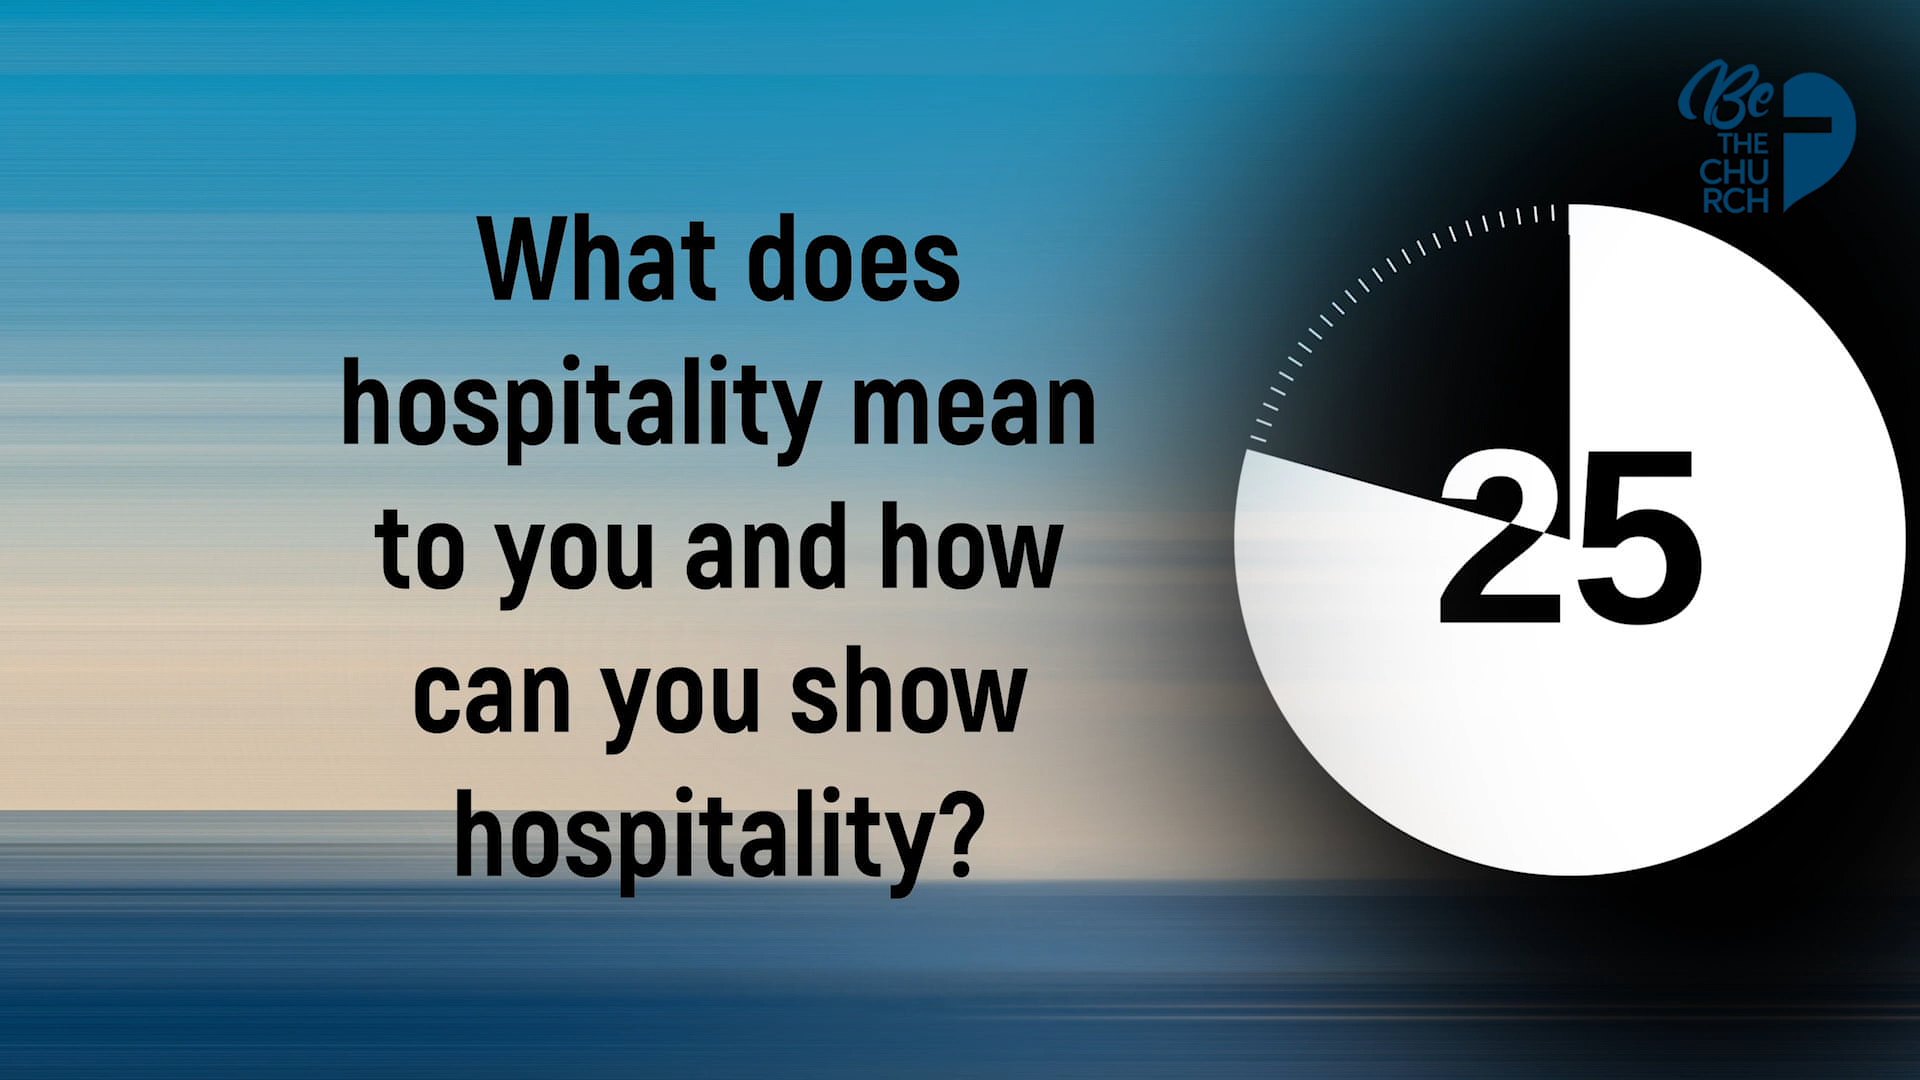 What does
hospitality mean
to you and how
can you show
hospitality?
25
Be
THE
CHU
RCH